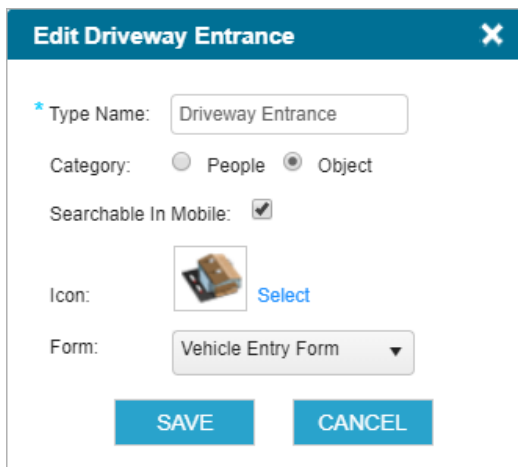 Edit Driveway Entrance
* Type Name: Driveway Entrance
Category: People Object
Searchable In Mobile:
Icon: Select
Form: Vehicle Entry Form
SAVE CANCEL